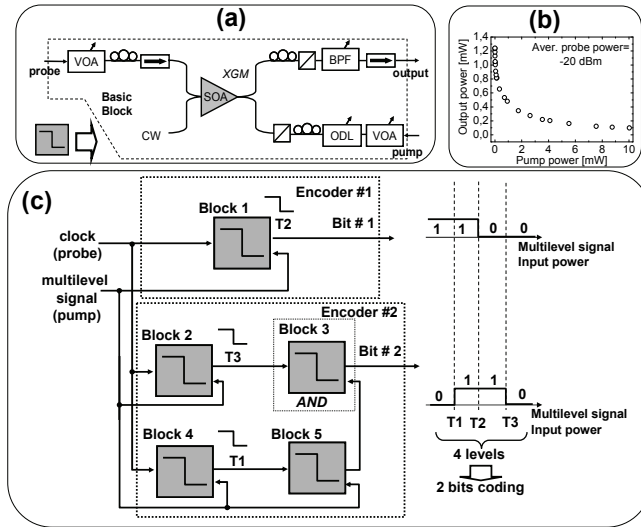 (a)
probe
VOA
XGM
BPF
output
SOA
Basic
Block
CW
ODL
VOA
pump
(b)
Output power [mW]
1,4
1,2
1,0
0,8
0,6
0,4
0,2
0,0
Aver. probe power=
-20 dBm
0 2 4 6 8 10
Pump power [mW]
(c)
Encoder #1
Block 1
T2
Bit # 1
clock
(probe)
multilevel
signal
(pump)
Encoder #2
Block 2
T3
Block 3
AND
Bit # 2
Block 4
T1
Block 5
1 1 0 0
Multilevel signal
Input power
0 1 1 0
Multilevel signal
Input power
T1 T2 T3
4 levels
2 bits coding